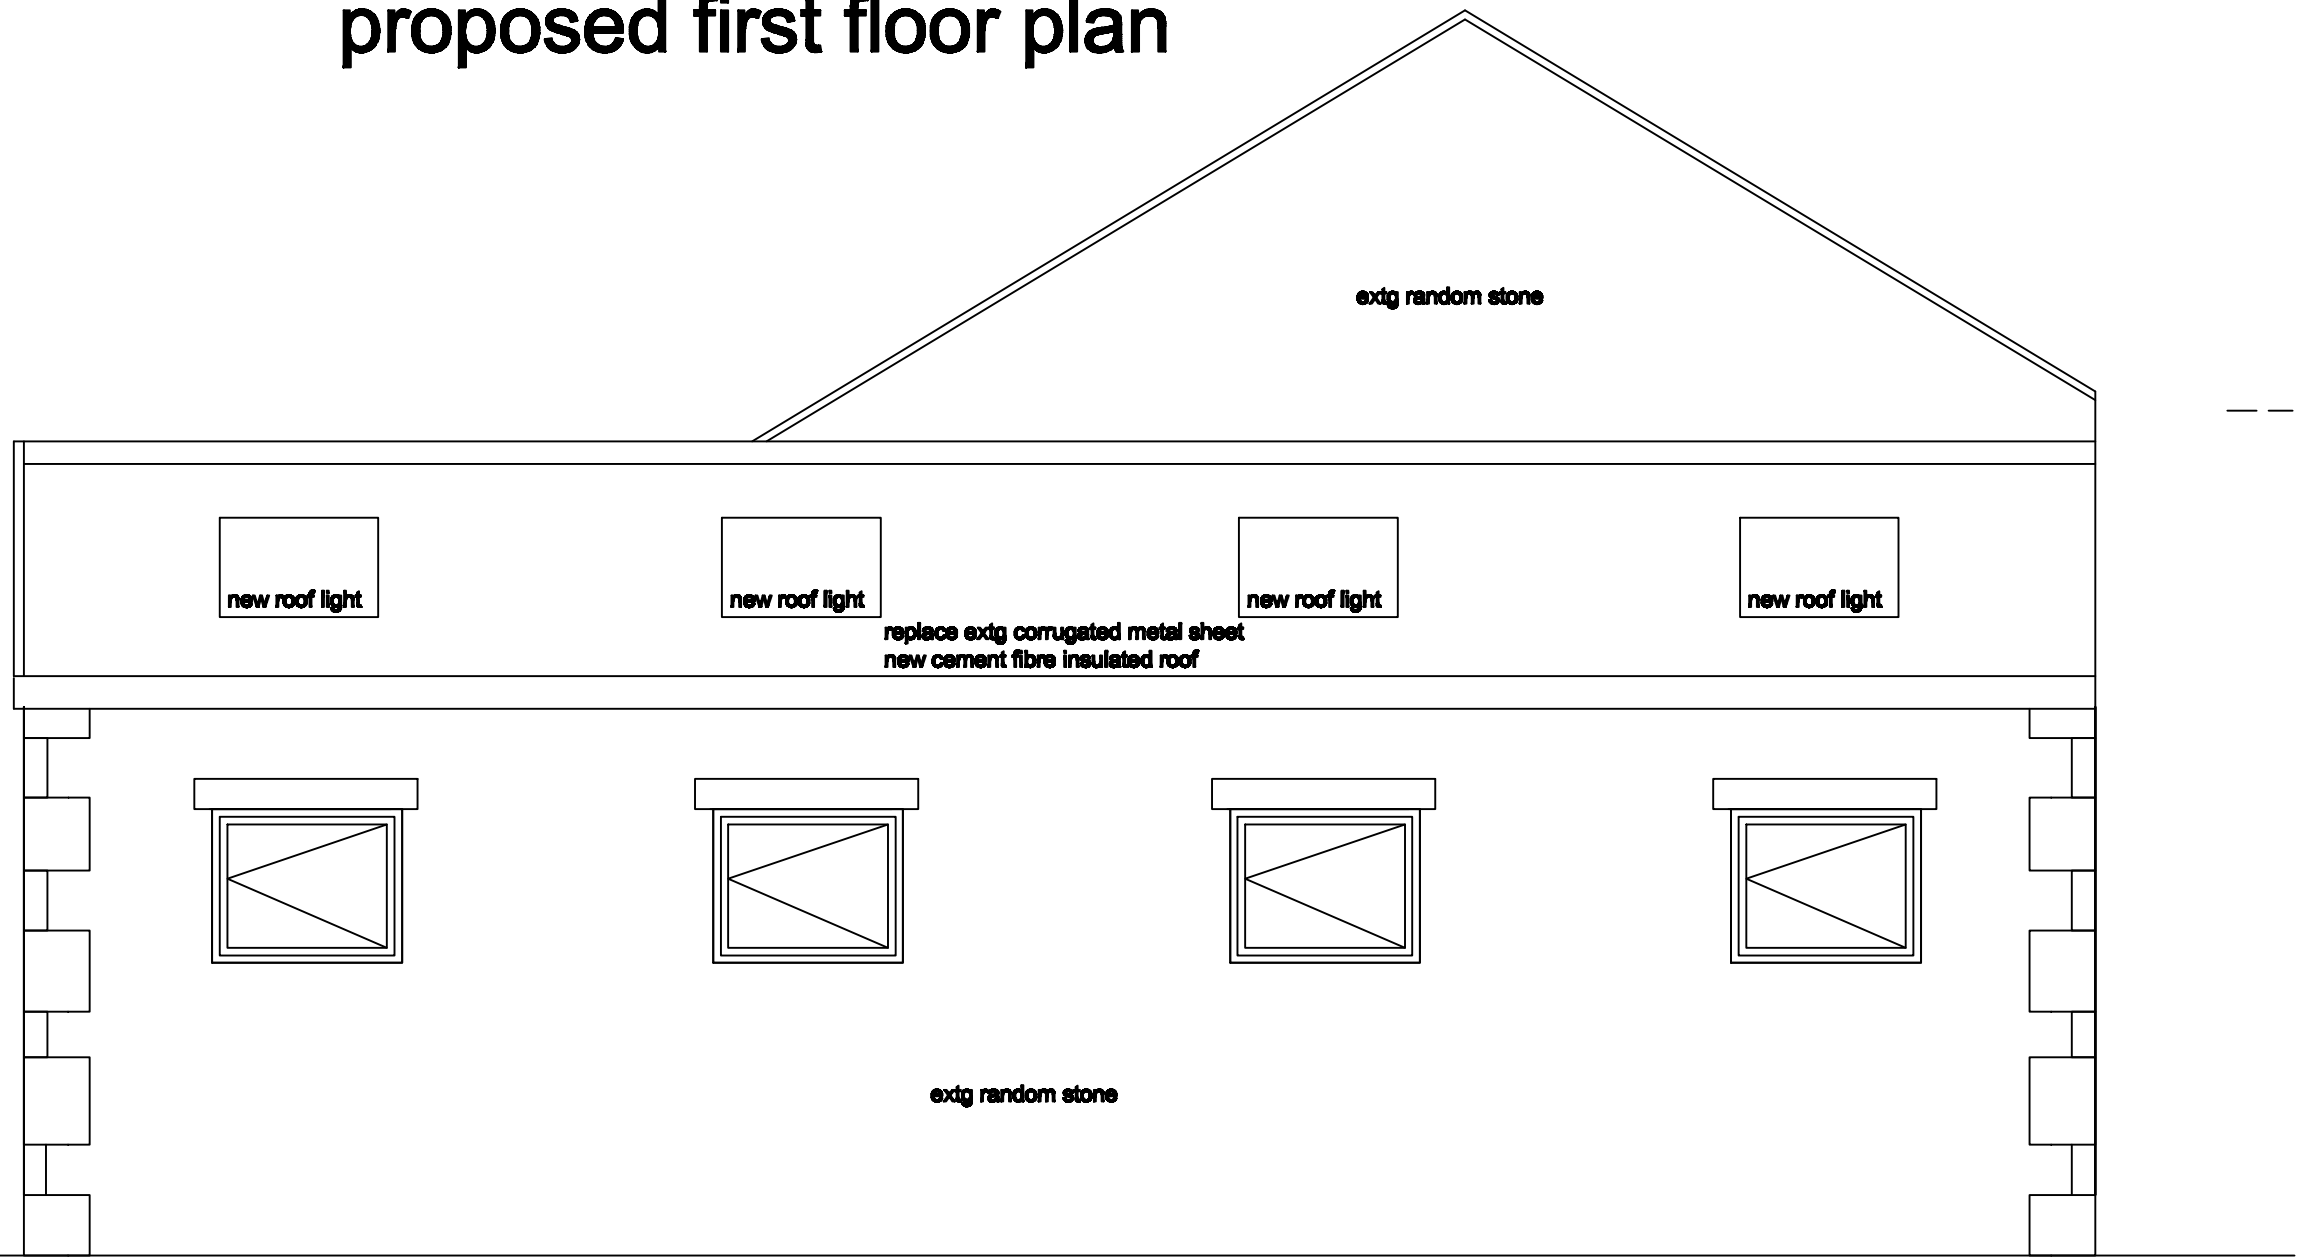 proposed first floor plan
extg random stone
new roof light
new roof light
new roof light
new roof light
replace extg corrugated metal sheet
new cement fibre insulated roof
extg random stone